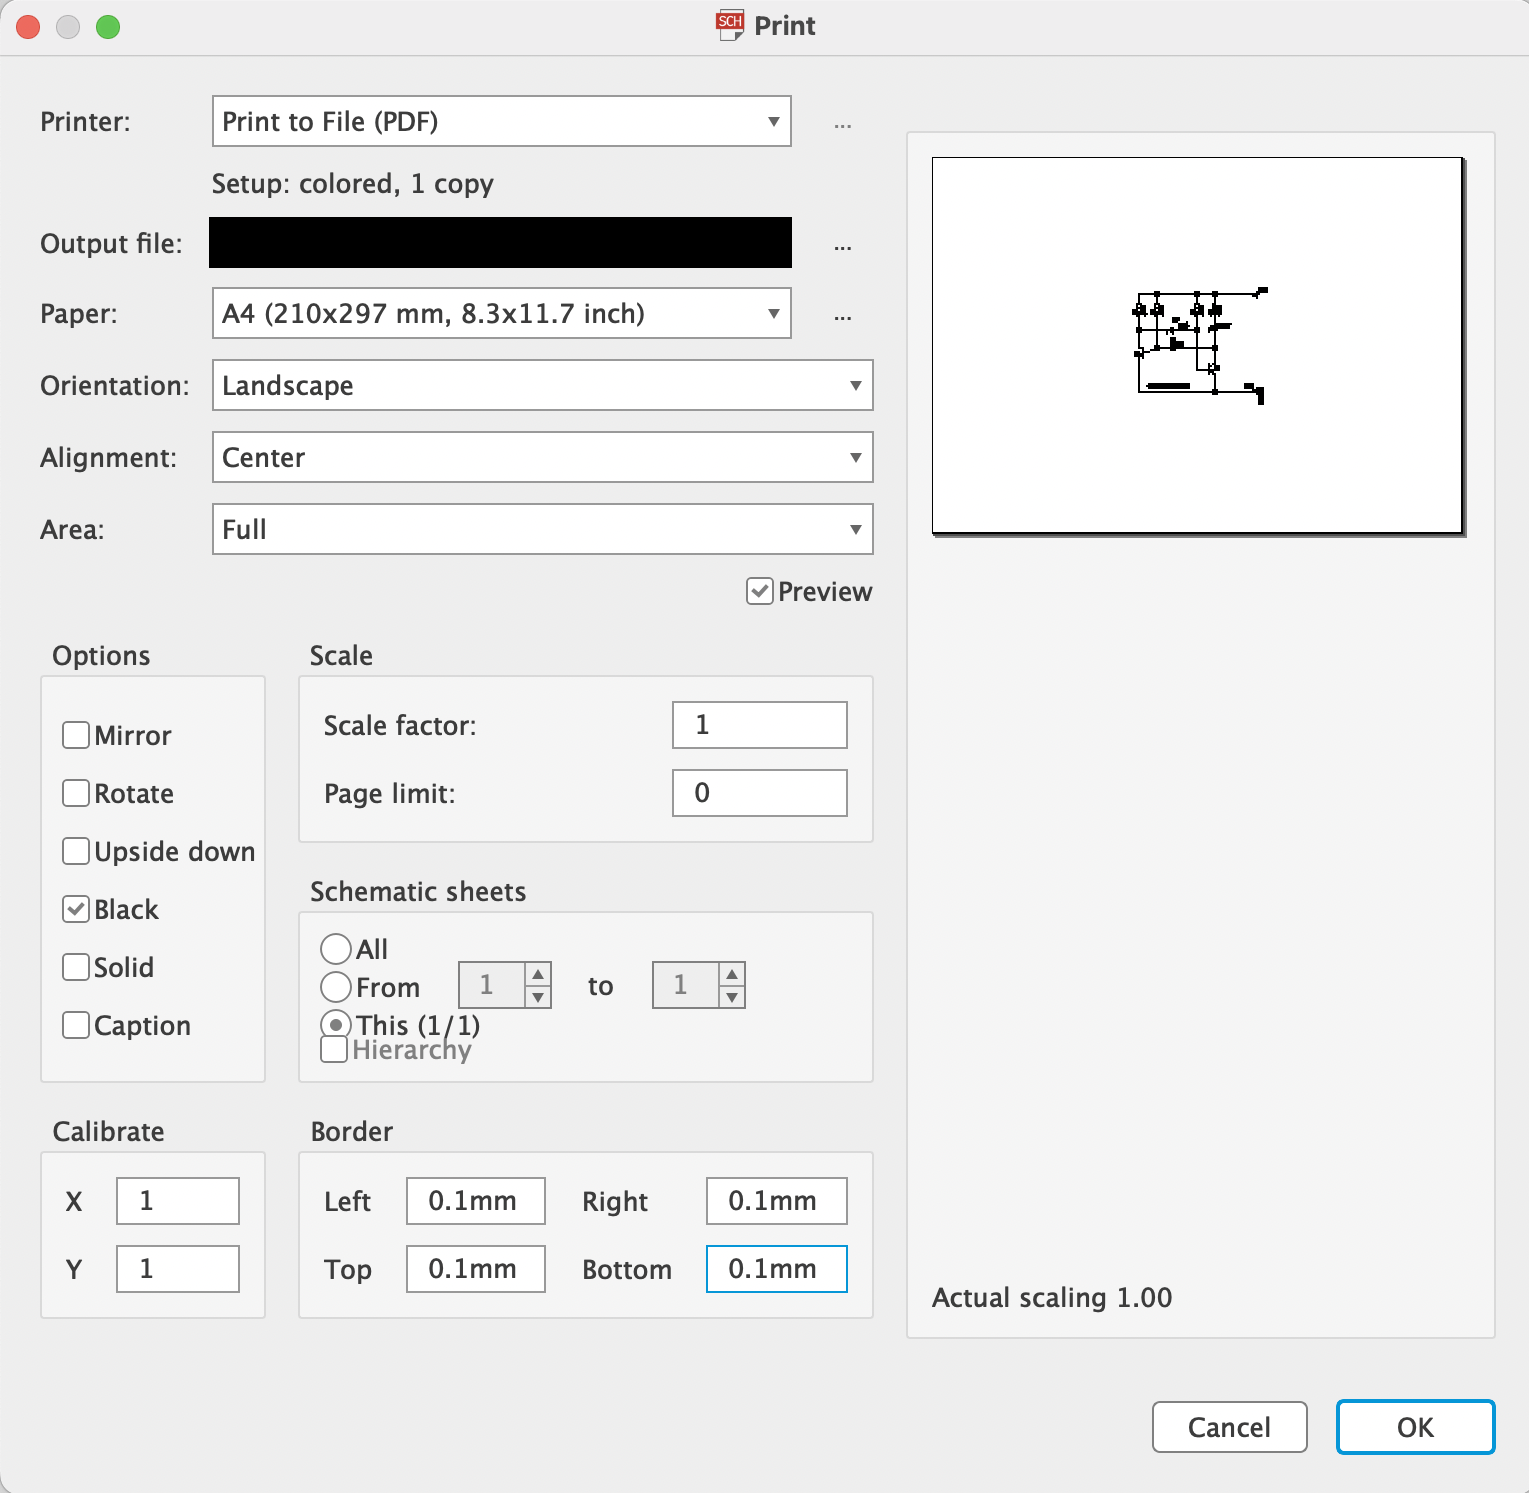 SCH Print
Printer: Print to File (PDF) ...
Setup: colored, 1 copy
Output file: ...
Paper: A4 (210x297 mm, 8.3x11.7 inch) ...
Orientation: Landscape
Alignment: Center
Area: Full
Preview
Options
Mirror
Rotate
Upside down
Black
Solid
Caption
Scale
Scale factor: 1
Page limit: 0
Schematic sheets
All
From 1 to 1
This (1/1)
Hierarchy
Calibrate
X 1
Y 1
Border
Left 0.1mm Right 0.1mm
Top 0.1mm Bottom 0.1mm
Actual scaling 1.00
Cancel OK